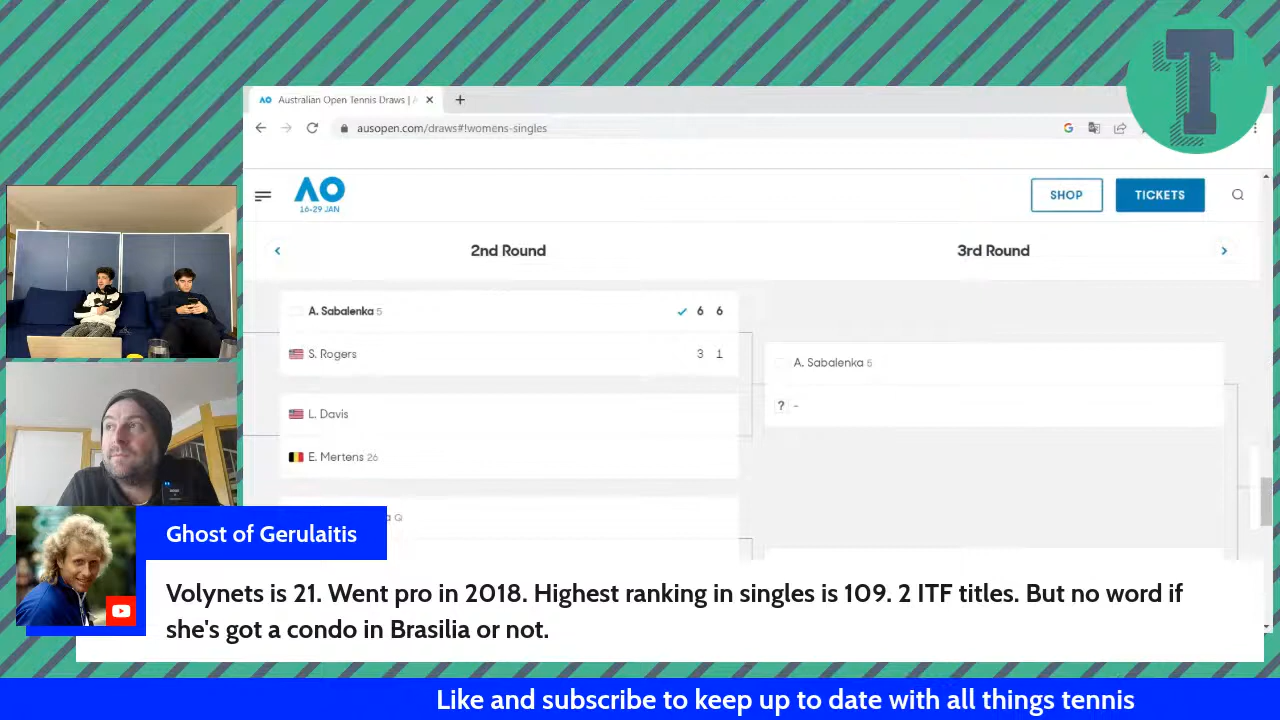 T
AO Australian Open Tennis Draws |
ausopen.com/draws#!womens-singles
AO
16-29 JAN
SHOP
TICKETS
2nd Round
3rd Round
A. Sabalenka 5 6 6
S. Rogers 3 1
L. Davis
E. Mertens 26
Q
A. Sabalenka 5
? -
Ghost of Gerulaitis
Volynets is 21. Went pro in 2018. Highest ranking in singles is 109. 2 ITF titles. But no word if
she's got a condo in Brasilia or not.
Like and subscribe to keep up to date with all things tennis